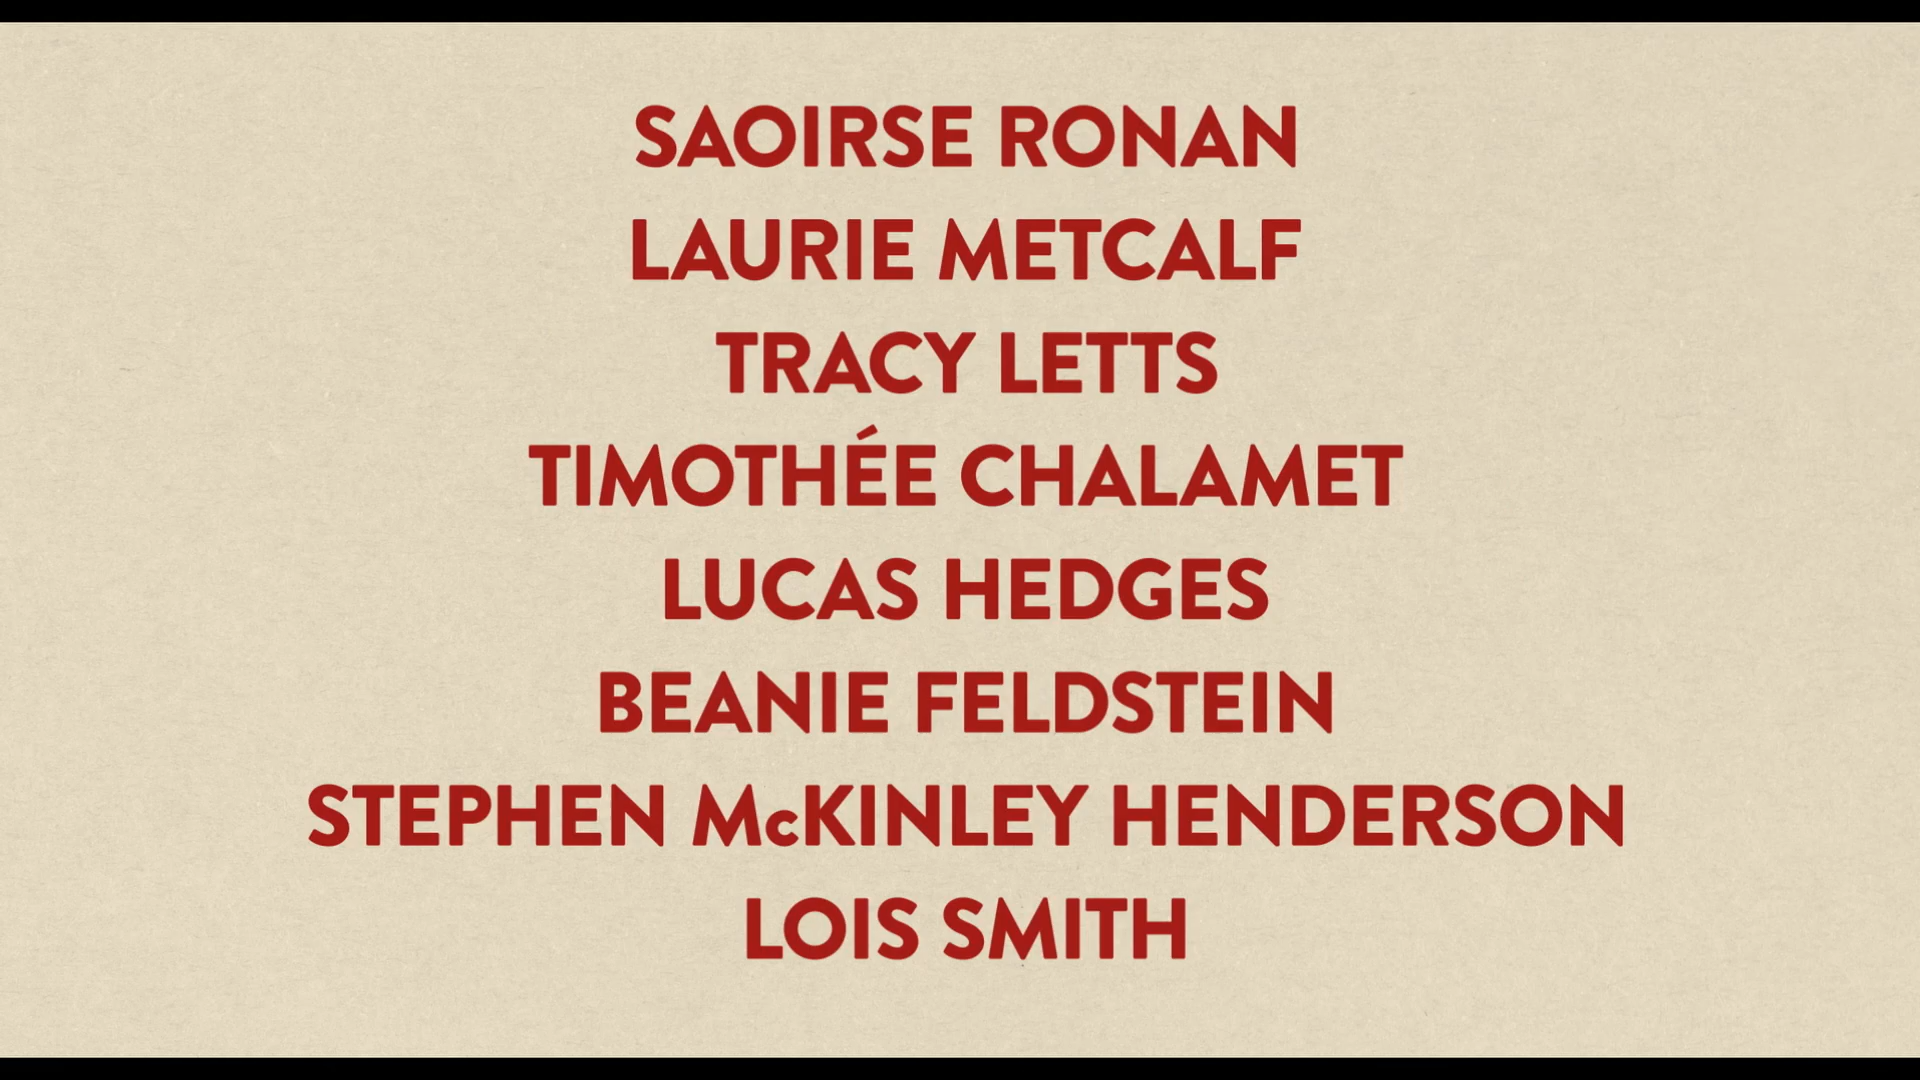 SAOIRSE RONAN
LAURIE METCALF
TRACY LETTS
TIMOTHÉE CHALAMET
LUCAS HEDGES
BEANIE FELDSTEIN
STEPHEN McKINLEY HENDERSON
LOIS SMITH